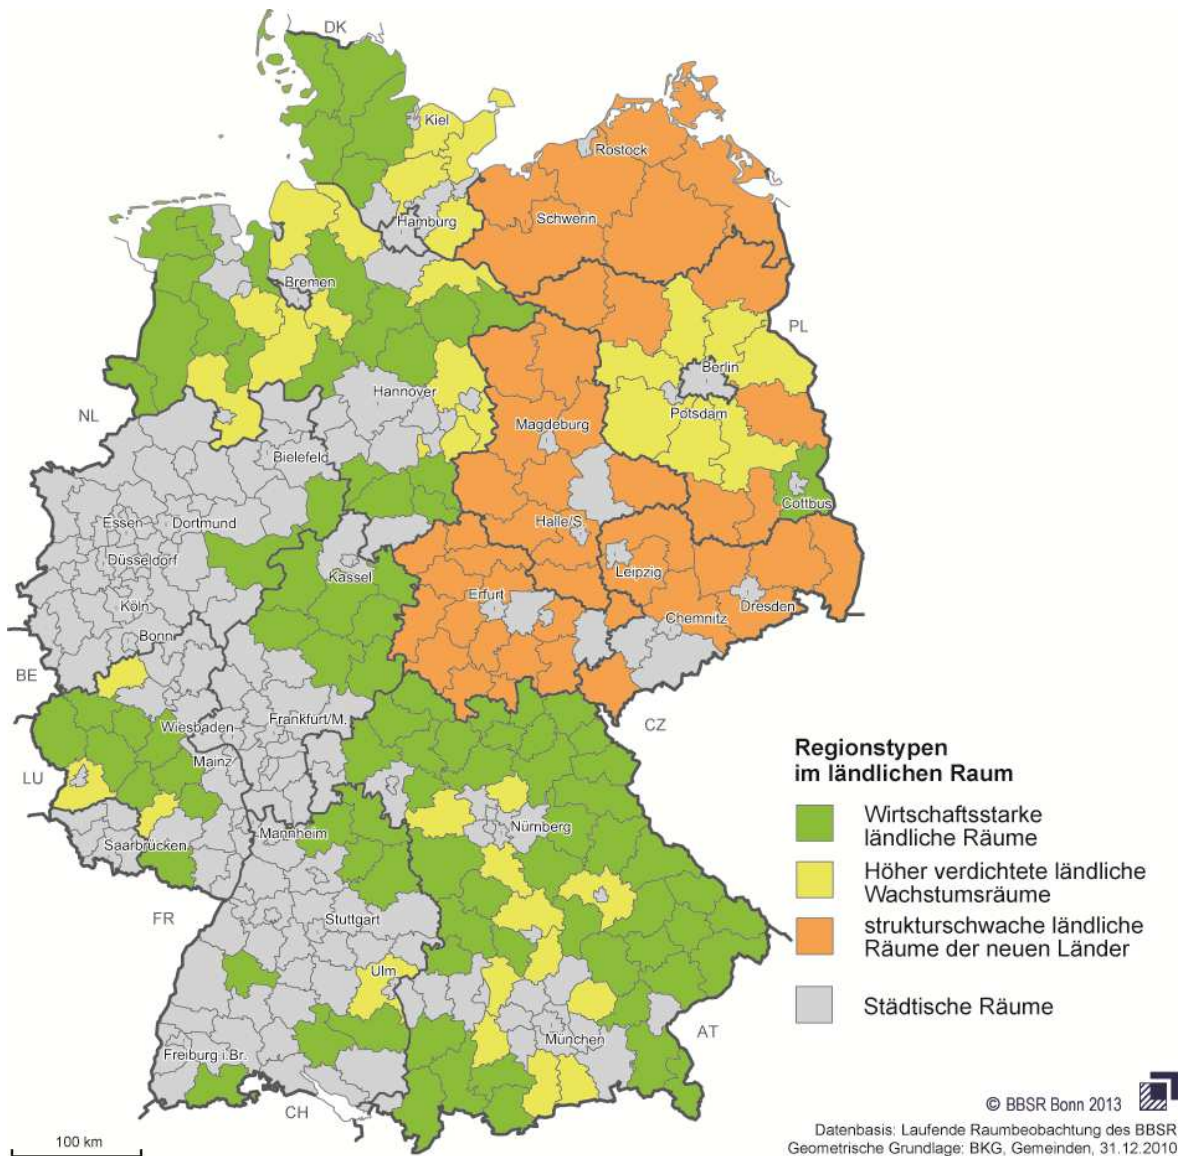 DK
Kiel
Rostock
Schwerin
Hamburg
Bremen
PL
Berlin
Hannover
Potsdam
NL
Magdeburg
Bielefeld
Cottbus
Essen
Dortmund
Halle/S
Düsseldorf
Leipzig
Kassel
Erfurt
Dresden
Köln
Chemnitz
Bonn
BE
Frankfurt/M.
Wiesbaden
CZ
Mainz
LU
Regionstypen
im ländlichen Raum
Wirtschaftsstarke
ländliche Räume
Mannheim
Nürnberg
Saarbrücken
Höher verdichtete ländliche
Wachstumsräume
FR
Stuttgart
strukturschwache ländliche
Räume der neuen Länder
Ulm
Städtische Räume
AT
München
Freiburg i.Br.
CH
© BBSR Bonn 2013
100 km
Datenbasis: Laufende Raumbeobachtung des BBSR
Geometrische Grundlage: BKG, Gemeinden, 31.12.2010